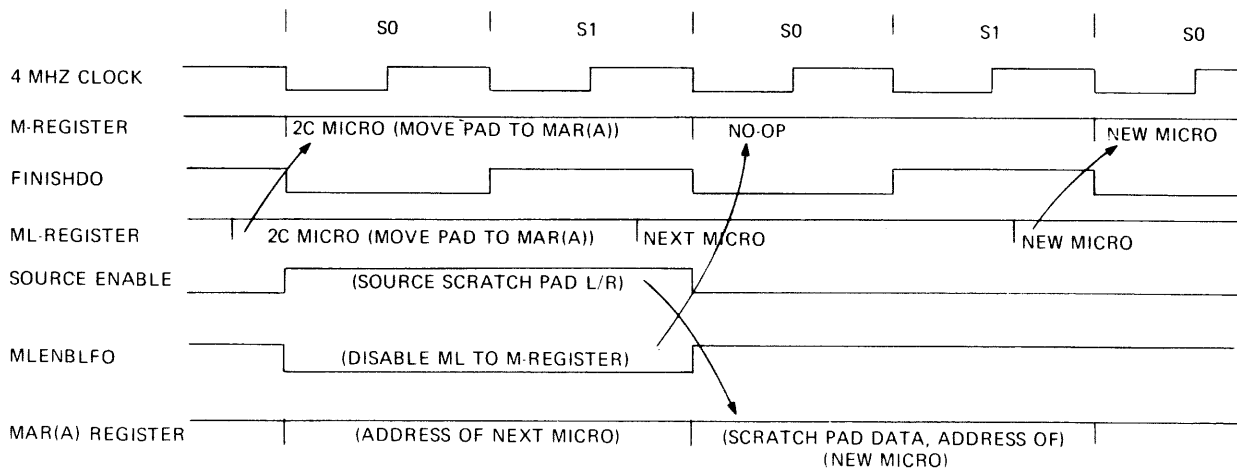 S0 S1 S0 S1 S0
4 MHZ CLOCK
M-REGISTER 2C MICRO (MOVE PAD TO MAR(A)) NO-OP NEW MICRO
FINISHDO
ML-REGISTER 2C MICRO (MOVE PAD TO MAR(A)) NEXT MICRO NEW MICRO
SOURCE ENABLE (SOURCE SCRATCH PAD L/R)
MLENBLFO (DISABLE ML TO M-REGISTER)
MAR(A) REGISTER (ADDRESS OF NEXT MICRO) (SCRATCH PAD DATA, ADDRESS OF)
(NEW MICRO)